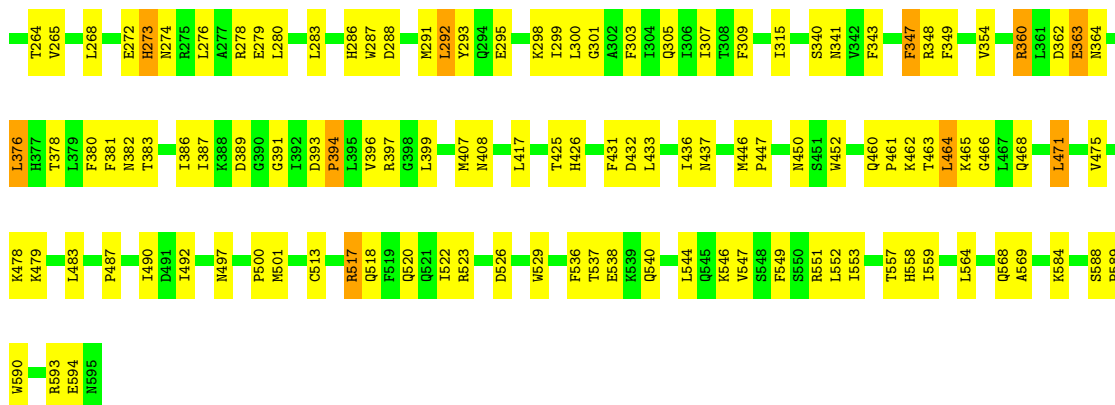 T264 V265 L268 E272 H273 N274 R275 L276 A277 R278 E279 L280 L283 H286 W287 D288 M291 L292 Y293 Q294 E295 K298 I299 L300 G301 A302 F303 I304 Q305 I306 I307 T308 F309 I315 S340 N341 V342 F343 F347 R348 F349 V354 R360 L361 D362 E363 N364
L376 H377 T378 L379 F380 F381 N382 T383 I386 I387 K388 D389 G390 G391 I392 D393 P394 L395 V396 R397 G398 L399 M407 N408 L417 T425 H426 F431 D432 L433 I436 N437 M446 P447 N450 S451 W452 Q460 P461 K462 T463 L464 K465 G466 L467 Q468 L471 V475
K478 K479 L483 P487 I490 D491 I492 N497 P500 M501 C513 R517 Q518 F519 Q520 Q521 I522 R523 D526 W529 F536 T537 E538 K539 Q540 L544 Q545 K546 V547 S548 F549 S550 R551 L552 I553 T557 H558 I559 L564 Q568 A569 K584 S588
W590 R593 E594 N595